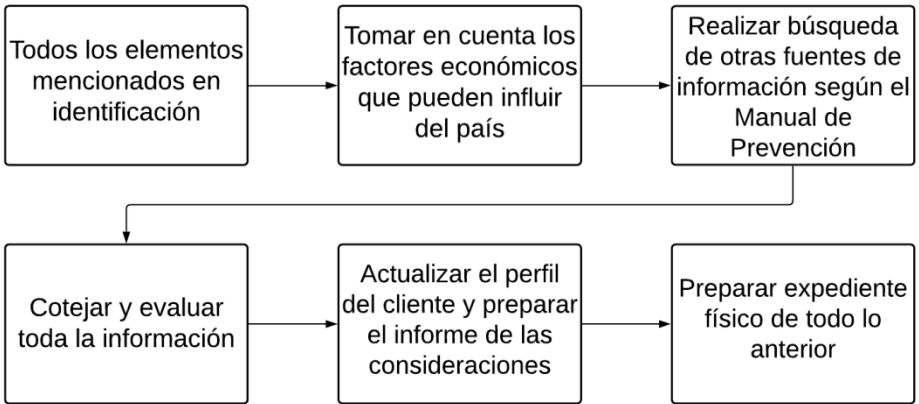 Todos los elementos
mencionados en
identificación
Tomar en cuenta los
factores económicos
que pueden influir
del país
Realizar búsqueda
de otras fuentes de
información según el
Manual de
Prevención
Cotejar y evaluar
toda la información
Actualizar el perfil
del cliente y preparar
el informe de las
consideraciones
Preparar expediente
físico de todo lo
anterior